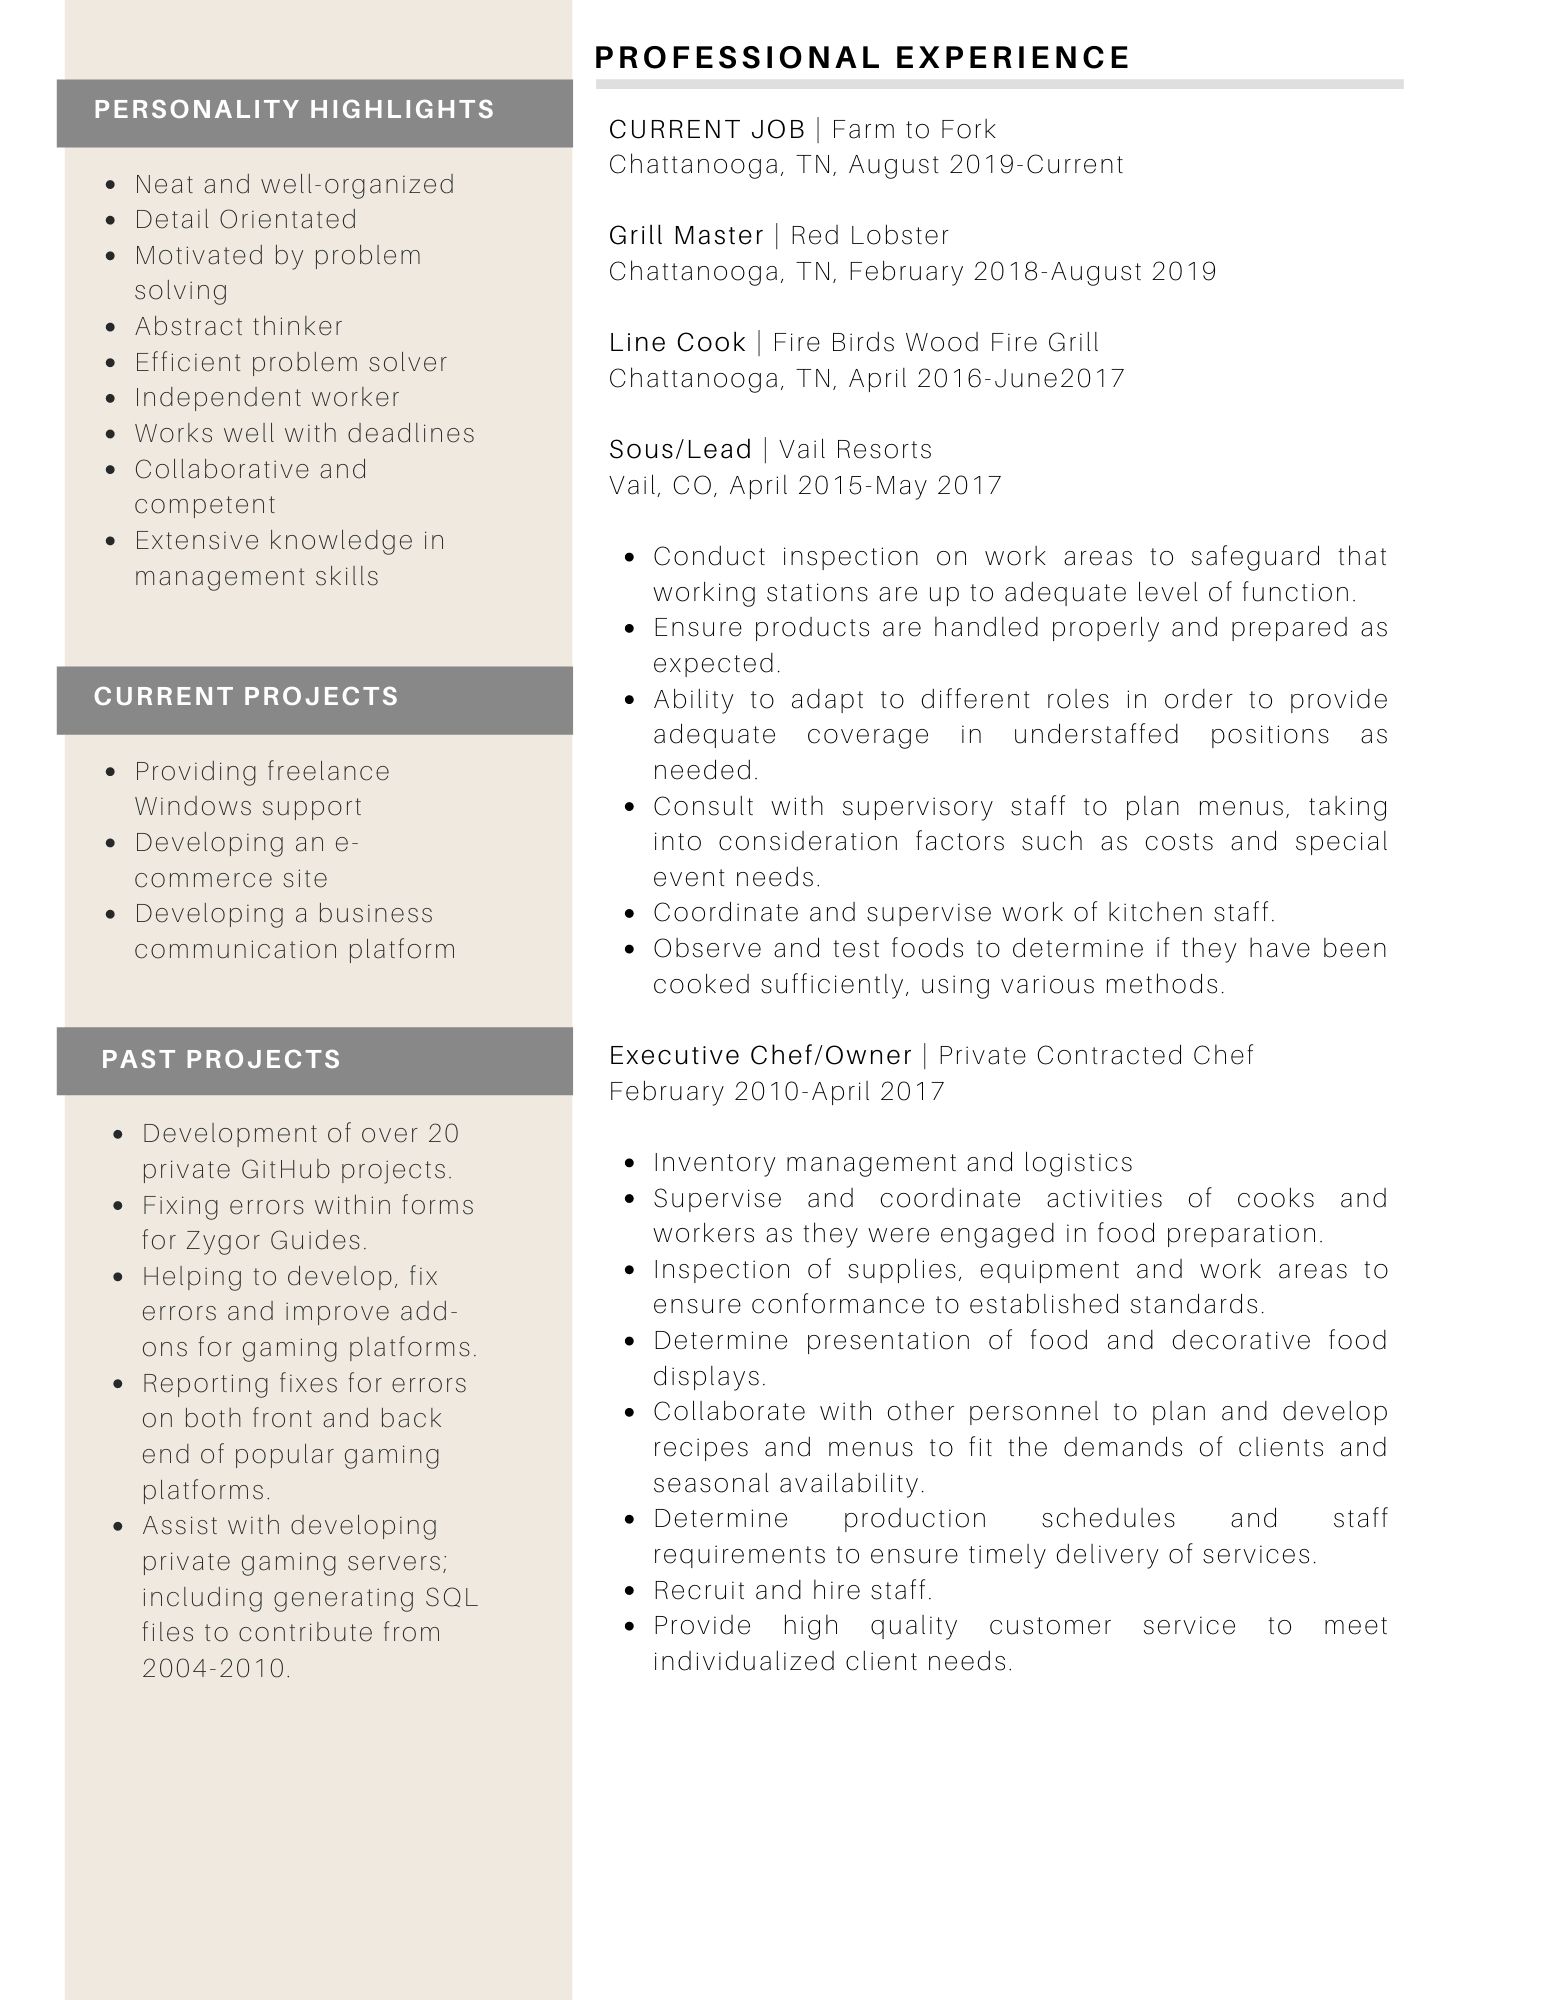 PERSONALITY HIGHLIGHTS
• Neat and well-organized
• Detail Orientated
• Motivated by problem
solving
• Abstract thinker
• Efficient problem solver
• Independent worker
• Works well with deadlines
• Collaborative and
competent
• Extensive knowledge in
management skills
CURRENT PROJECTS
• Providing freelance
Windows support
• Developing an e-
commerce site
• Developing a business
communication platform
PAST PROJECTS
• Development of over 20
private GitHub projects.
• Fixing errors within forms
for Zygor Guides.
• Helping to develop, fix
errors and improve add-
ons for gaming platforms.
• Reporting fixes for errors
on both front and back
end of popular gaming
platforms.
• Assist with developing
private gaming servers;
including generating SQL
files to contribute from
2004-2010.
PROFESSIONAL EXPERIENCE
CURRENT JOB | Farm to Fork
Chattanooga, TN, August 2019-Current
Grill Master | Red Lobster
Chattanooga, TN, February 2018-August 2019
Line Cook | Fire Birds Wood Fire Grill
Chattanooga, TN, April 2016-June2017
Sous/Lead | Vail Resorts
Vail, CO, April 2015-May 2017
• Conduct inspection on work areas to safeguard that
working stations are up to adequate level of function.
• Ensure products are handled properly and prepared as
expected.
• Ability to adapt to different roles in order to provide
adequate coverage in understaffed positions as
needed.
• Consult with supervisory staff to plan menus, taking
into consideration factors such as costs and special
event needs.
• Coordinate and supervise work of kitchen staff.
• Observe and test foods to determine if they have been
cooked sufficiently, using various methods.
Executive Chef/Owner | Private Contracted Chef
February 2010-April 2017
• Inventory management and logistics
• Supervise and coordinate activities of cooks and
workers as they were engaged in food preparation.
• Inspection of supplies, equipment and work areas to
ensure conformance to established standards.
• Determine presentation of food and decorative food
displays.
• Collaborate with other personnel to plan and develop
recipes and menus to fit the demands of clients and
seasonal availability.
• Determine production schedules and staff
requirements to ensure timely delivery of services.
• Recruit and hire staff.
• Provide high quality customer service to meet
individualized client needs.